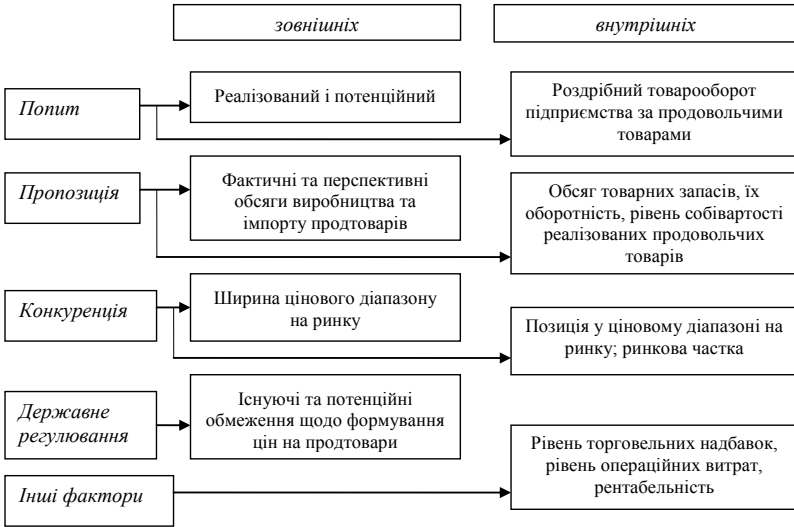 зовнішніх
внутрішніх
Попит
Реалізований і потенційний
Роздрібний товарооборот
підприємства за продовольчими
товарами
Пропозиція
Фактичні та перспективні
обсяги виробництва та
імпорту продтоварів
Обсяг товарних запасів, їх
оборотність, рівень собівартості
реалізованих продовольчих
товарів
Конкуренція
Ширина цінового діапазону
на ринку
Позиція у ціновому діапазоні на
ринку; ринкова частка
Державне
регулювання
Існуючі та потенційні
обмеження щодо формування
цін на продтовари
Інші фактори
Рівень торговельних надбавок,
рівень операційних витрат,
рентабельність